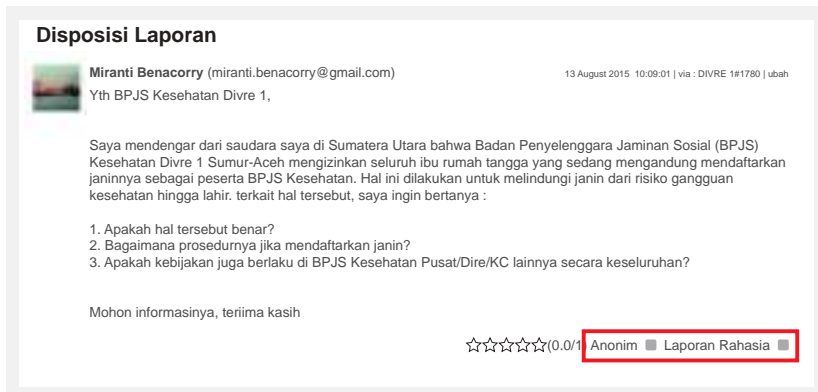 Disposisi Laporan
Miranti Benacorry (miranti.benacorry@gmail.com) 13 August 2015 10:09:01 | via : DIVRE 1#1780 | ubah
Yth BPJS Kesehatan Divre 1,
Saya mendengar dari saudara saya di Sumatera Utara bahwa Badan Penyelenggara Jaminan Sosial (BPJS)
Kesehatan Divre 1 Sumur-Aceh mengizinkan seluruh ibu rumah tangga yang sedang mengandung mendaftarkan
janinnya sebagai peserta BPJS Kesehatan. Hal ini dilakukan untuk melindungi janin dari risiko gangguan
kesehatan hingga lahir. terkait hal tersebut, saya ingin bertanya :
1. Apakah hal tersebut benar?
2. Bagaimana prosedurnya jika mendaftarkan janin?
3. Apakah kebijakan juga berlaku di BPJS Kesehatan Pusat/Dire/KC lainnya secara keseluruhan?
Mohon informasinya, teriima kasih
(0.0/1) Anonim Laporan Rahasia